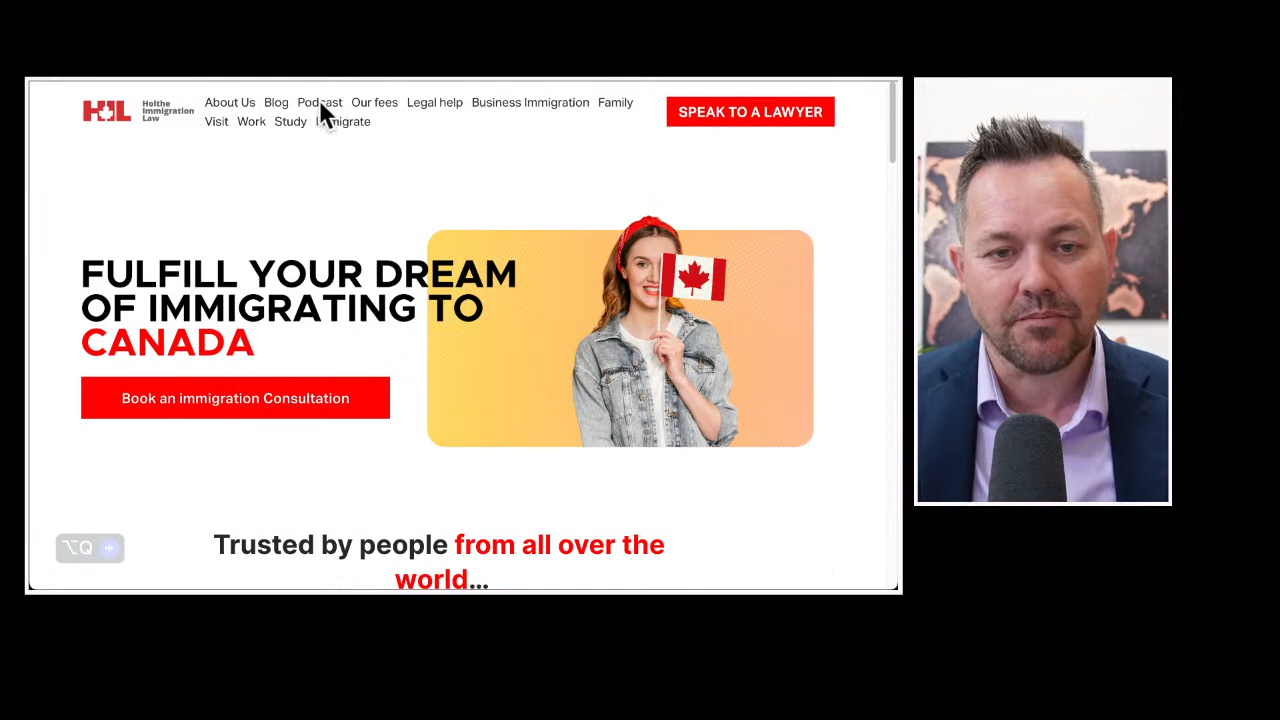 Holthe
Immigration
Law
About Us Blog Podcast Our fees Legal help Business Immigration Family
Visit Work Study Immigrate
SPEAK TO A LAWYER
FULFILL YOUR DREAM
OF IMMIGRATING TO
CANADA
Book an immigration Consultation
Trusted by people from all over the
world...
⌥Q